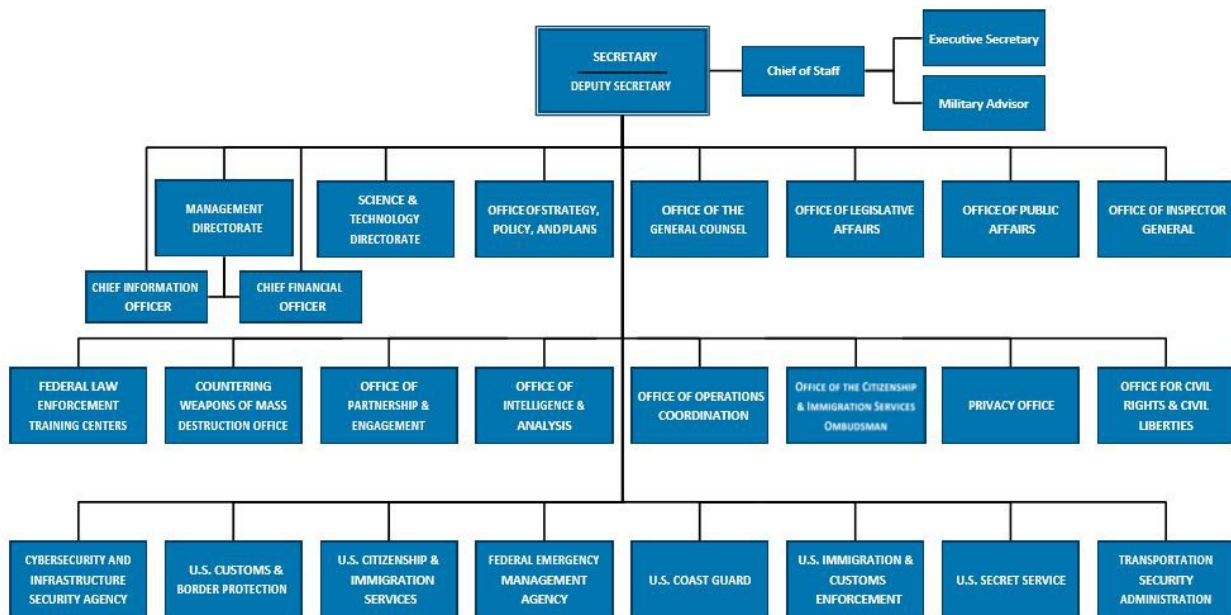 SECRETARY
DEPUTY SECRETARY
Chief of Staff
Executive Secretary
Military Advisor
MANAGEMENT
DIRECTORATE
SCIENCE &
TECHNOLOGY
DIRECTORATE
OFFICE OF STRATEGY,
POLICY, AND PLANS
OFFICE OF THE
GENERAL COUNSEL
OFFICE OF LEGISLATIVE
AFFAIRS
OFFICE OF PUBLIC
AFFAIRS
OFFICE OF INSPECTOR
GENERAL
CHIEF INFORMATION
OFFICER
CHIEF FINANCIAL
OFFICER
FEDERAL LAW
ENFORCEMENT
TRAINING CENTERS
COUNTERING
WEAPONS OF MASS
DESTRUCTION OFFICE
OFFICE OF
PARTNERSHIP &
ENGAGEMENT
OFFICE OF
INTELLIGENCE &
ANALYSIS
OFFICE OF OPERATIONS
COORDINATION
OFFICE OF THE CITIZENSHIP
& IMMIGRATION SERVICES
OMBUDSMAN
PRIVACY OFFICE
OFFICE FOR CIVIL
RIGHTS & CIVIL
LIBERTIES
CYBERSECURITY AND
INFRASTRUCTURE
SECURITY AGENCY
U.S. CUSTOMS &
BORDER PROTECTION
U.S. CITIZENSHIP &
IMMIGRATION
SERVICES
FEDERAL EMERGENCY
MANAGEMENT
AGENCY
U.S. COAST GUARD
U.S. IMMIGRATION &
CUSTOMS
ENFORCEMENT
U.S. SECRET SERVICE
TRANSPORTATION
SECURITY
ADMINISTRATION